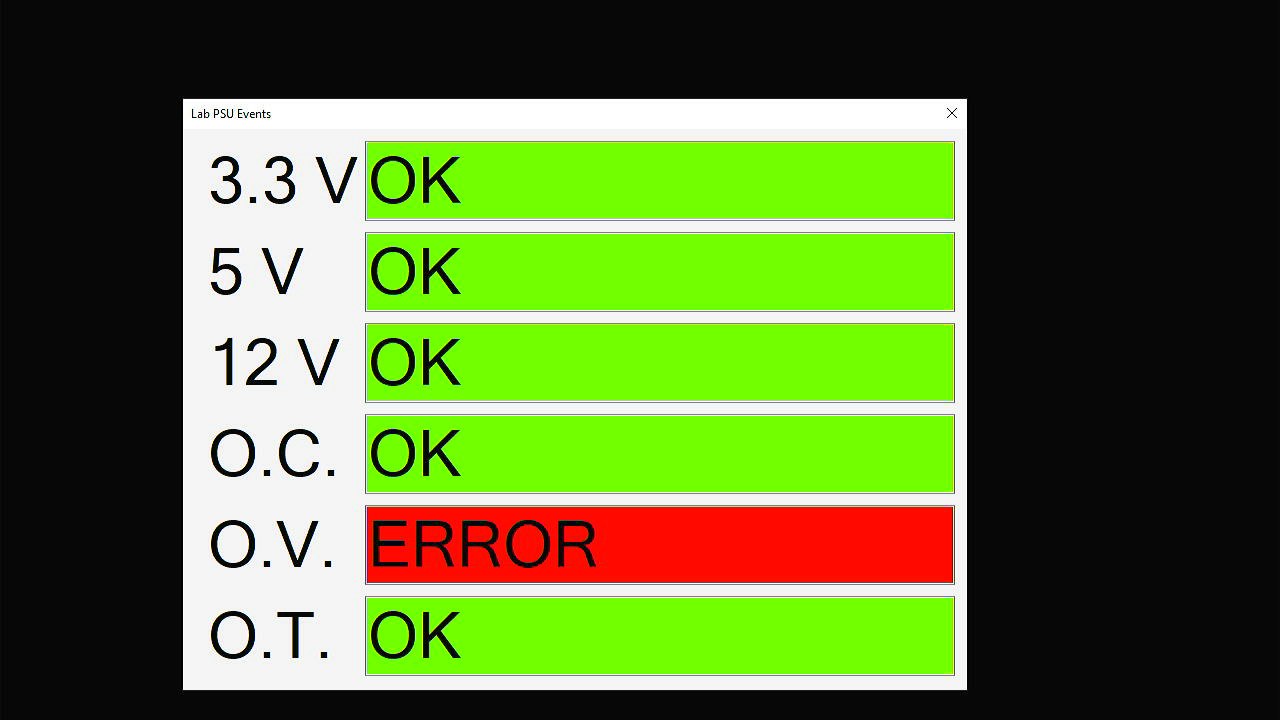 Lab PSU Events
3.3 V OK
5 V OK
12 V OK
O.C. OK
O.V. ERROR
O.T. OK